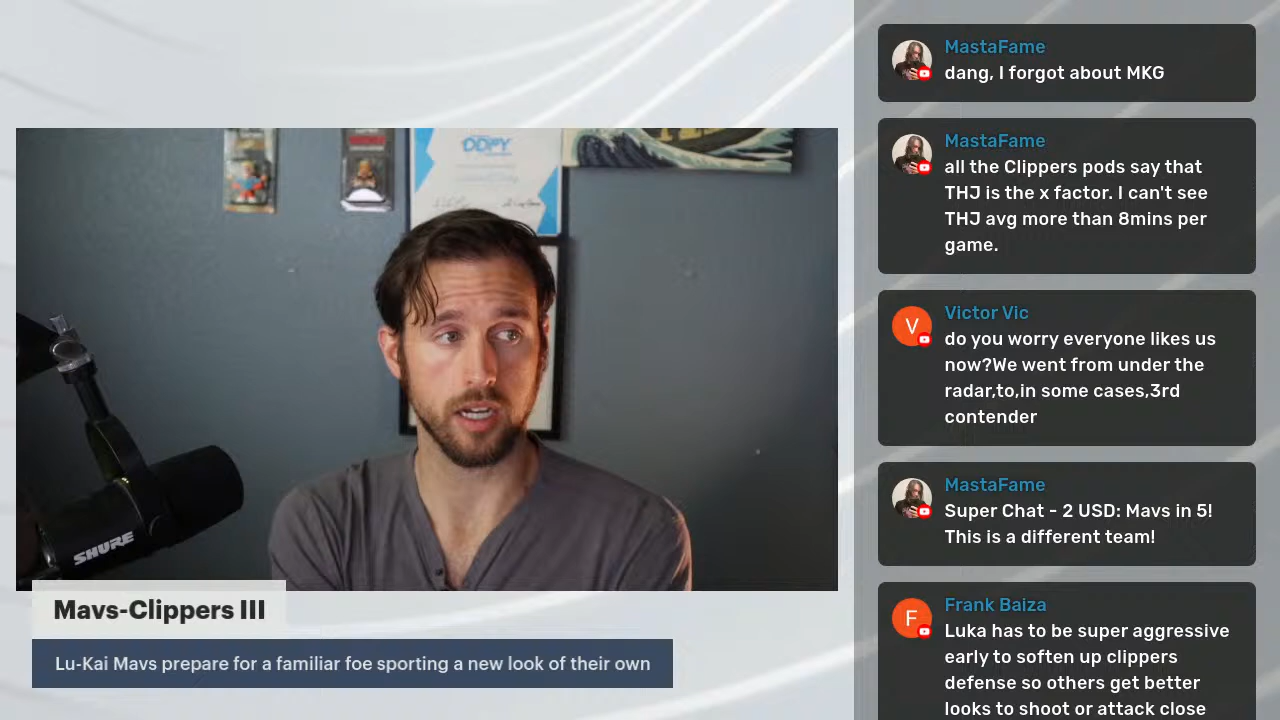 MastaFame
dang, I forgot about MKG
MastaFame
all the Clippers pods say that
THJ is the x factor. I can't see
THJ avg more than 8mins per
game.
Victor Vic
do you worry everyone likes us
now?We went from under the
radar,to,in some cases,3rd
contender
MastaFame
Super Chat - 2 USD: Mavs in 5!
This is a different team!
Frank Baiza
Luka has to be super aggressive
early to soften up clippers
defense so others get better
looks to shoot or attack close
V
F
SHURE
Mavs-Clippers III
Lu-Kai Mavs prepare for a familiar foe sporting a new look of their own